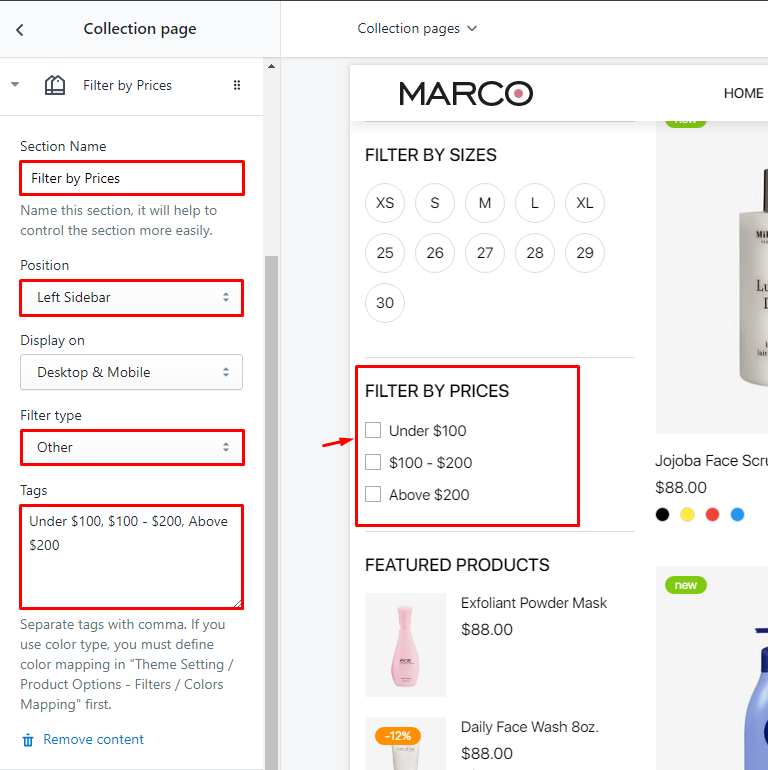 Collection page
Collection pages
Filter by Prices
Section Name
Filter by Prices
Name this section, it will help to
control the section more easily.
Position
Left Sidebar
Display on
Desktop & Mobile
Filter type
Other
Tags
Under $100, $100 - $200, Above
$200
Separate tags with comma. If you
use color type, you must define
color mapping in "Theme Setting /
Product Options - Filters / Colors
Mapping" first.
Remove content
MARCO
HOME
FILTER BY SIZES
XS S M L XL
25 26 27 28 29
30
FILTER BY PRICES
Under $100
$100 - $200
Above $200
FEATURED PRODUCTS
Exfoliant Powder Mask
$88.00
-12%
Daily Face Wash 8oz.
$88.00
new
Jojoba Face Scru
$88.00
new